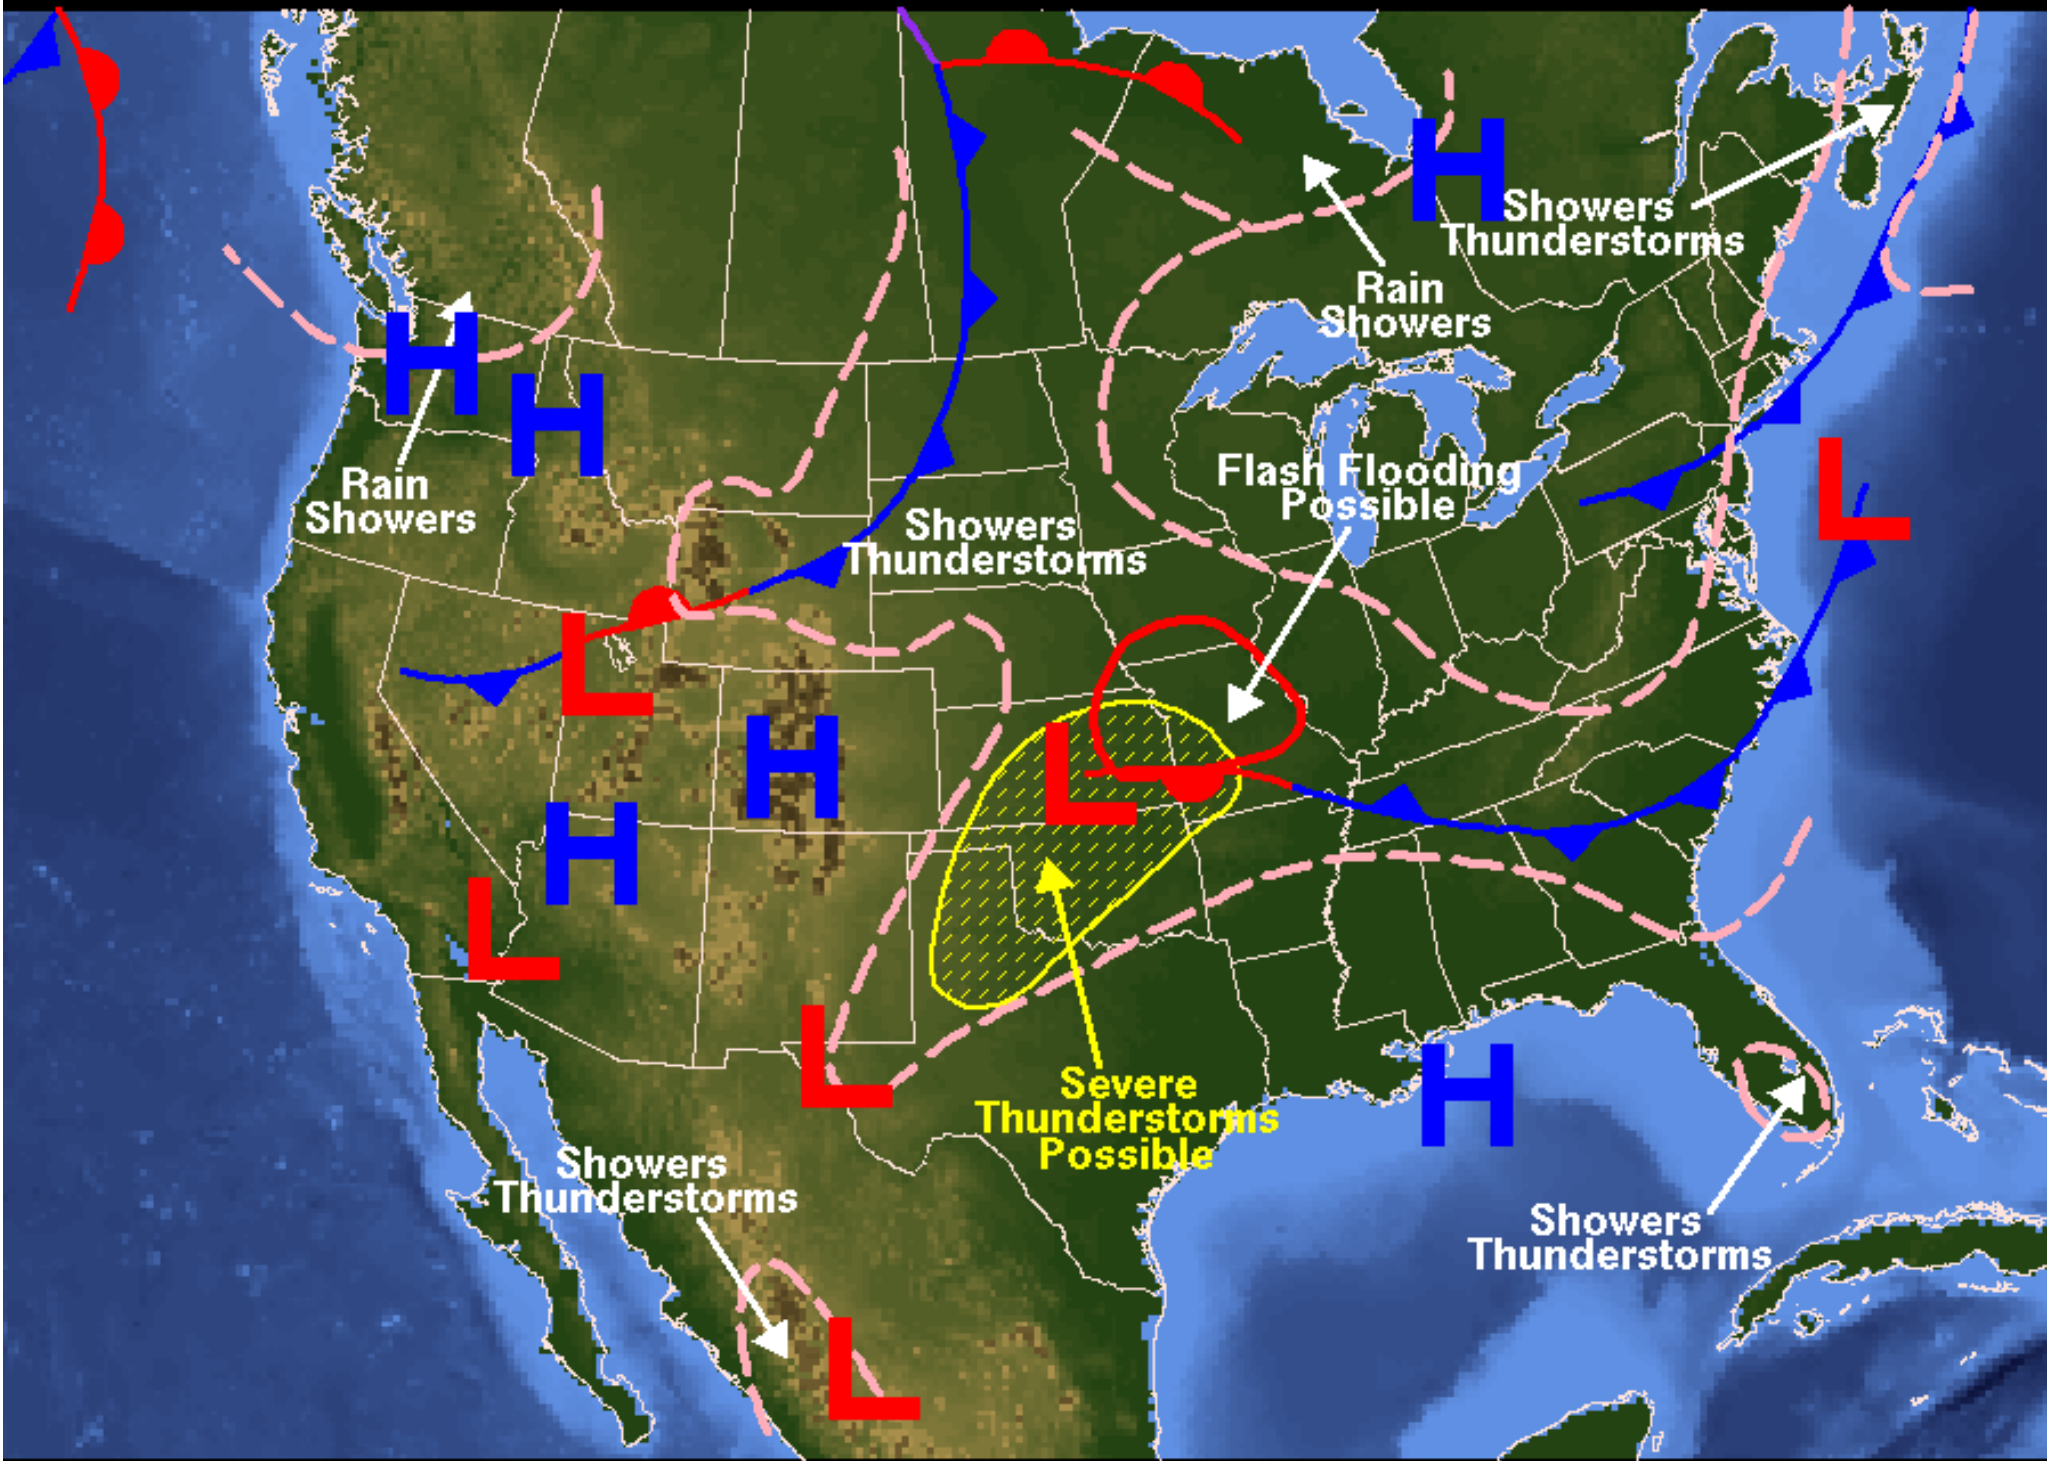 H
Showers
Thunderstorms
Rain
Showers
H
H
Rain
Showers
Flash Flooding
Possible
L
Showers
Thunderstorms
L
H
L
H
L
L
H
Severe
Thunderstorms
Possible
Showers
Thunderstorms
Showers
Thunderstorms
L